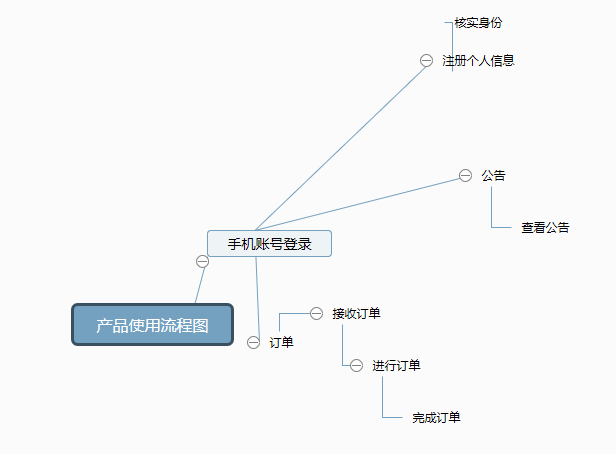 核实身份
注册个人信息
公告
查看公告
手机账号登录
产品使用流程图
接收订单
订单
进行订单
完成订单